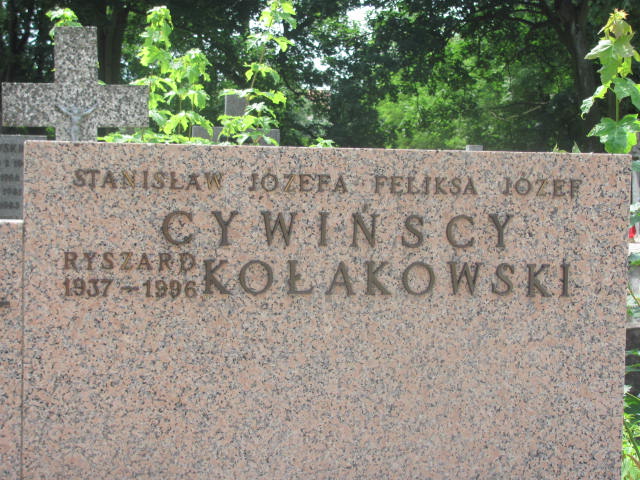 STANISŁAW JÓZEFA FELIKSA JÓZEF
CYWIŃSCY
RYSZARD KOŁAKOWSKI
1937 – 1996